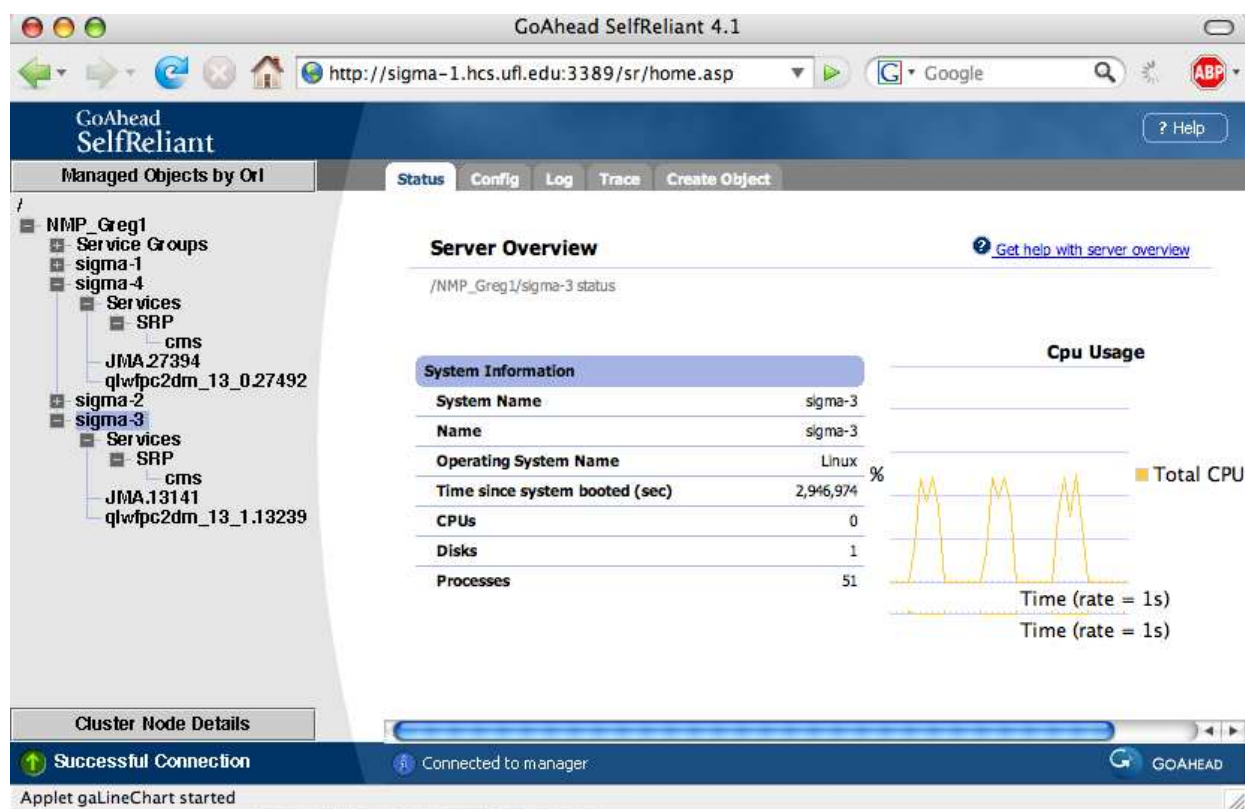 GoAhead SelfReliant 4.1
http://sigma-1.hcs.ufl.edu:3389/sr/home.asp
G Google
ABP
GoAhead
SelfReliant
? Help
Managed Objects by Orl
Status Config Log Trace Create Object
/
NMP_Greg1
Service Groups
sigma-1
sigma-4
Services
SRP
cms
JMA.27394
qlwfpc2dm_13_0.27492
sigma-2
sigma-3
Services
SRP
cms
JMA.13141
qlwfpc2dm_13_1.13239
Server Overview
? Get help with server overview
/NMP_Greg1/sigma-3 status
System Information
System Name sigma-3
Name sigma-3
Operating System Name Linux
Time since system booted (sec) 2,946,974
CPUs 0
Disks 1
Processes 51
Cpu Usage
%
Total CPU
Time (rate = 1s)
Time (rate = 1s)
Cluster Node Details
Successful Connection
Connected to manager
G GOAHEAD
Applet gaLineChart started